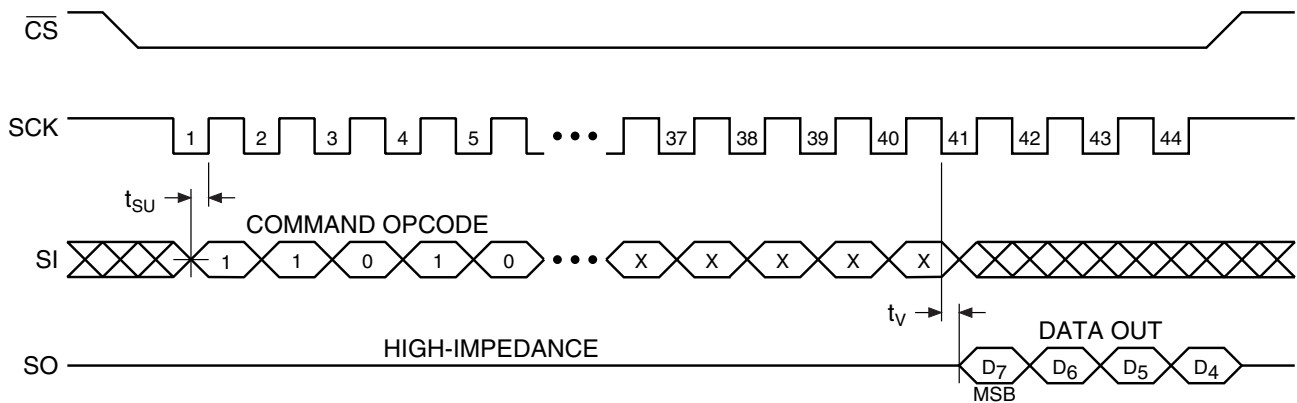 CS
SCK 1 2 3 4 5 ••• 37 38 39 40 41 42 43 44
tSU
COMMAND OPCODE
SI 1 1 0 1 0 ••• X X X X X
tV
DATA OUT
HIGH-IMPEDANCE
SO D7 D6 D5 D4
MSB